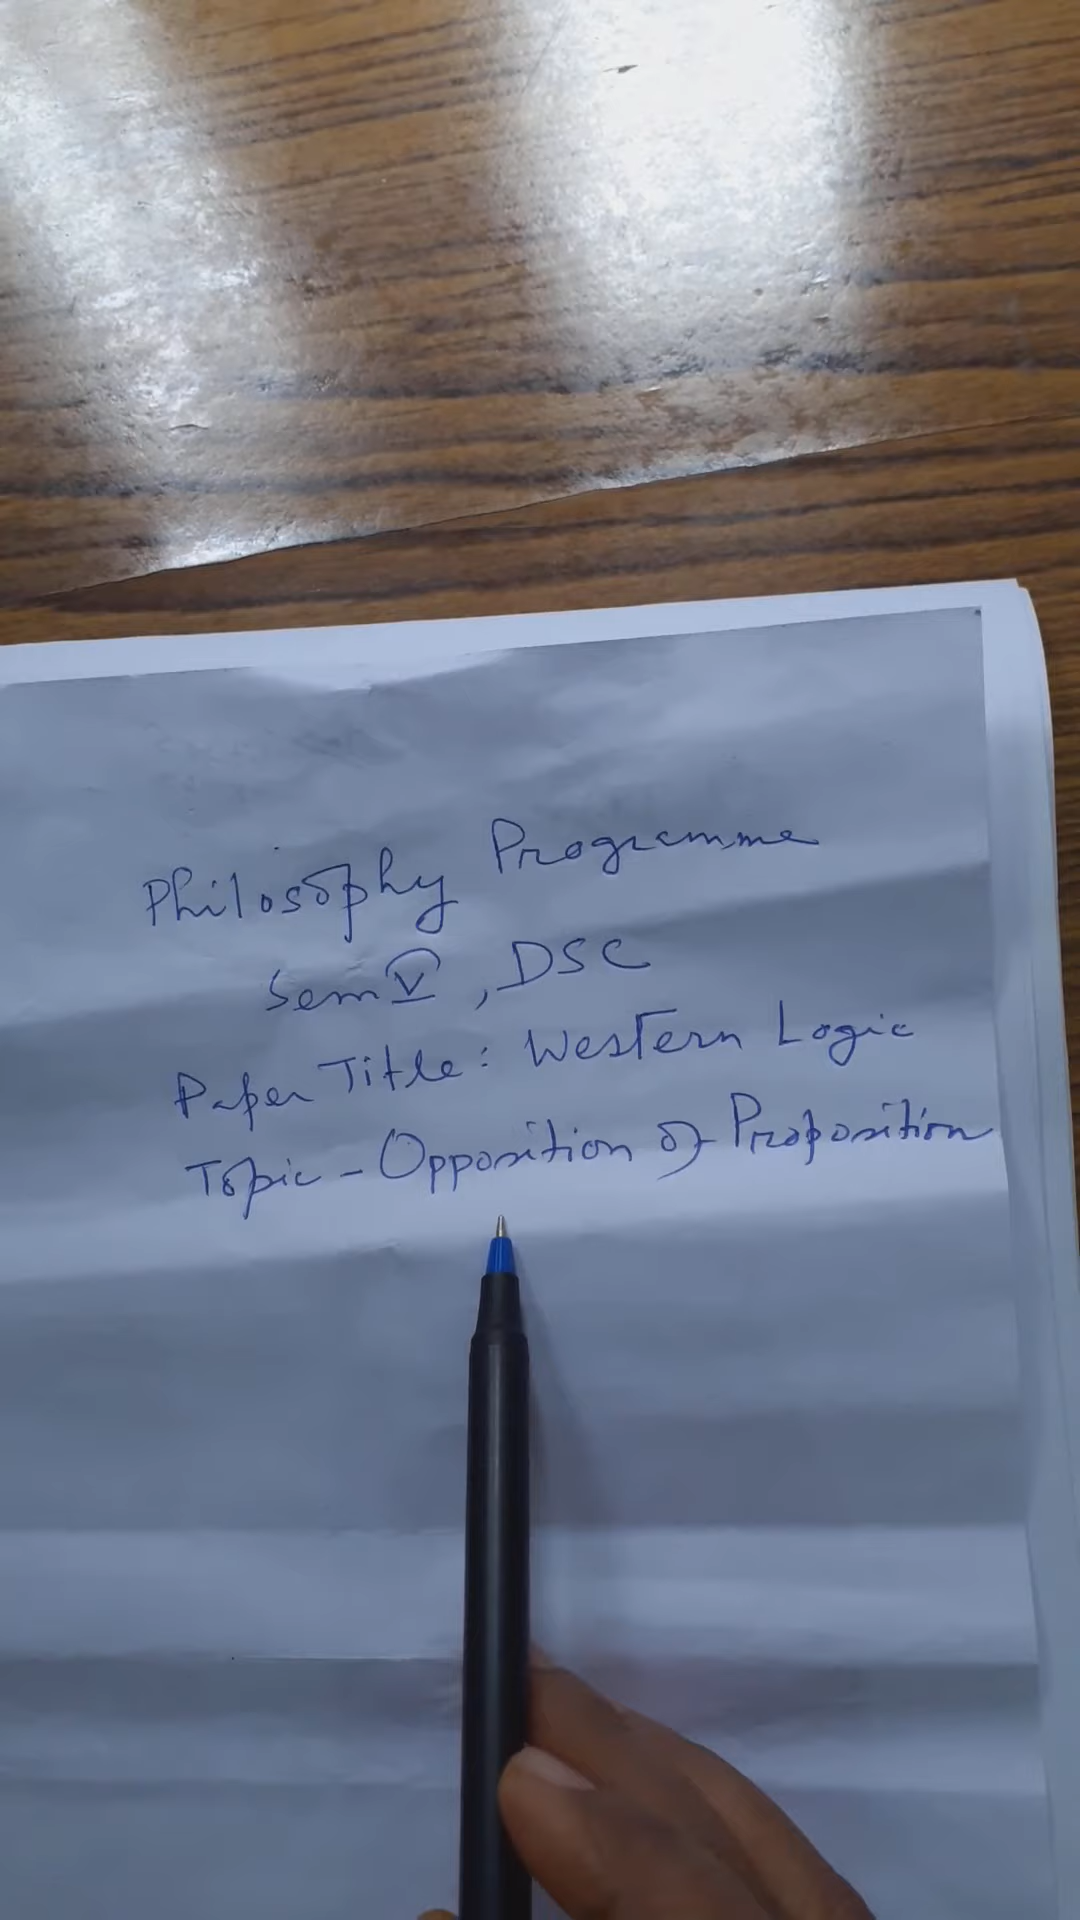 Philosophy Programme
Sem V, DSC
Paper Title: Western Logic
Topic - Opposition of Proposition